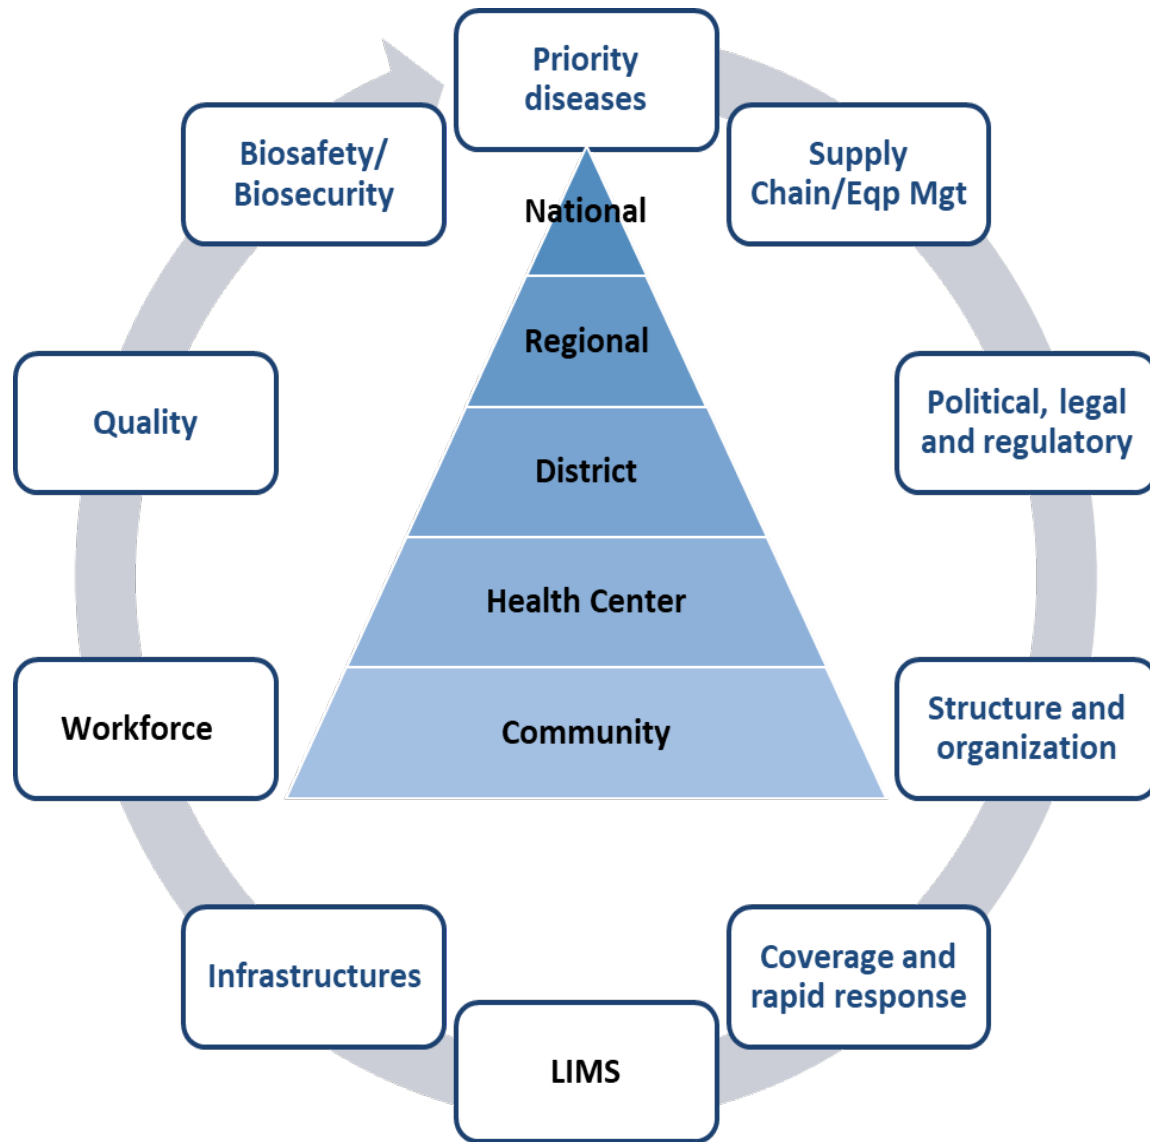 Priority
diseases
Supply
Chain/Eqp Mgt
Political, legal
and regulatory
Structure and
organization
Coverage and
rapid response
LIMS
Infrastructures
Workforce
Quality
Biosafety/
Biosecurity
National
Regional
District
Health Center
Community